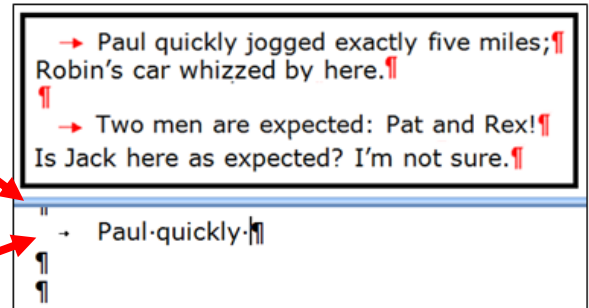 → Paul quickly jogged exactly five miles;¶
Robin's car whizzed by here.¶
¶
→ Two men are expected: Pat and Rex!¶
Is Jack here as expected? I'm not sure.¶
¶
→ Paul·quickly·¶
¶
¶